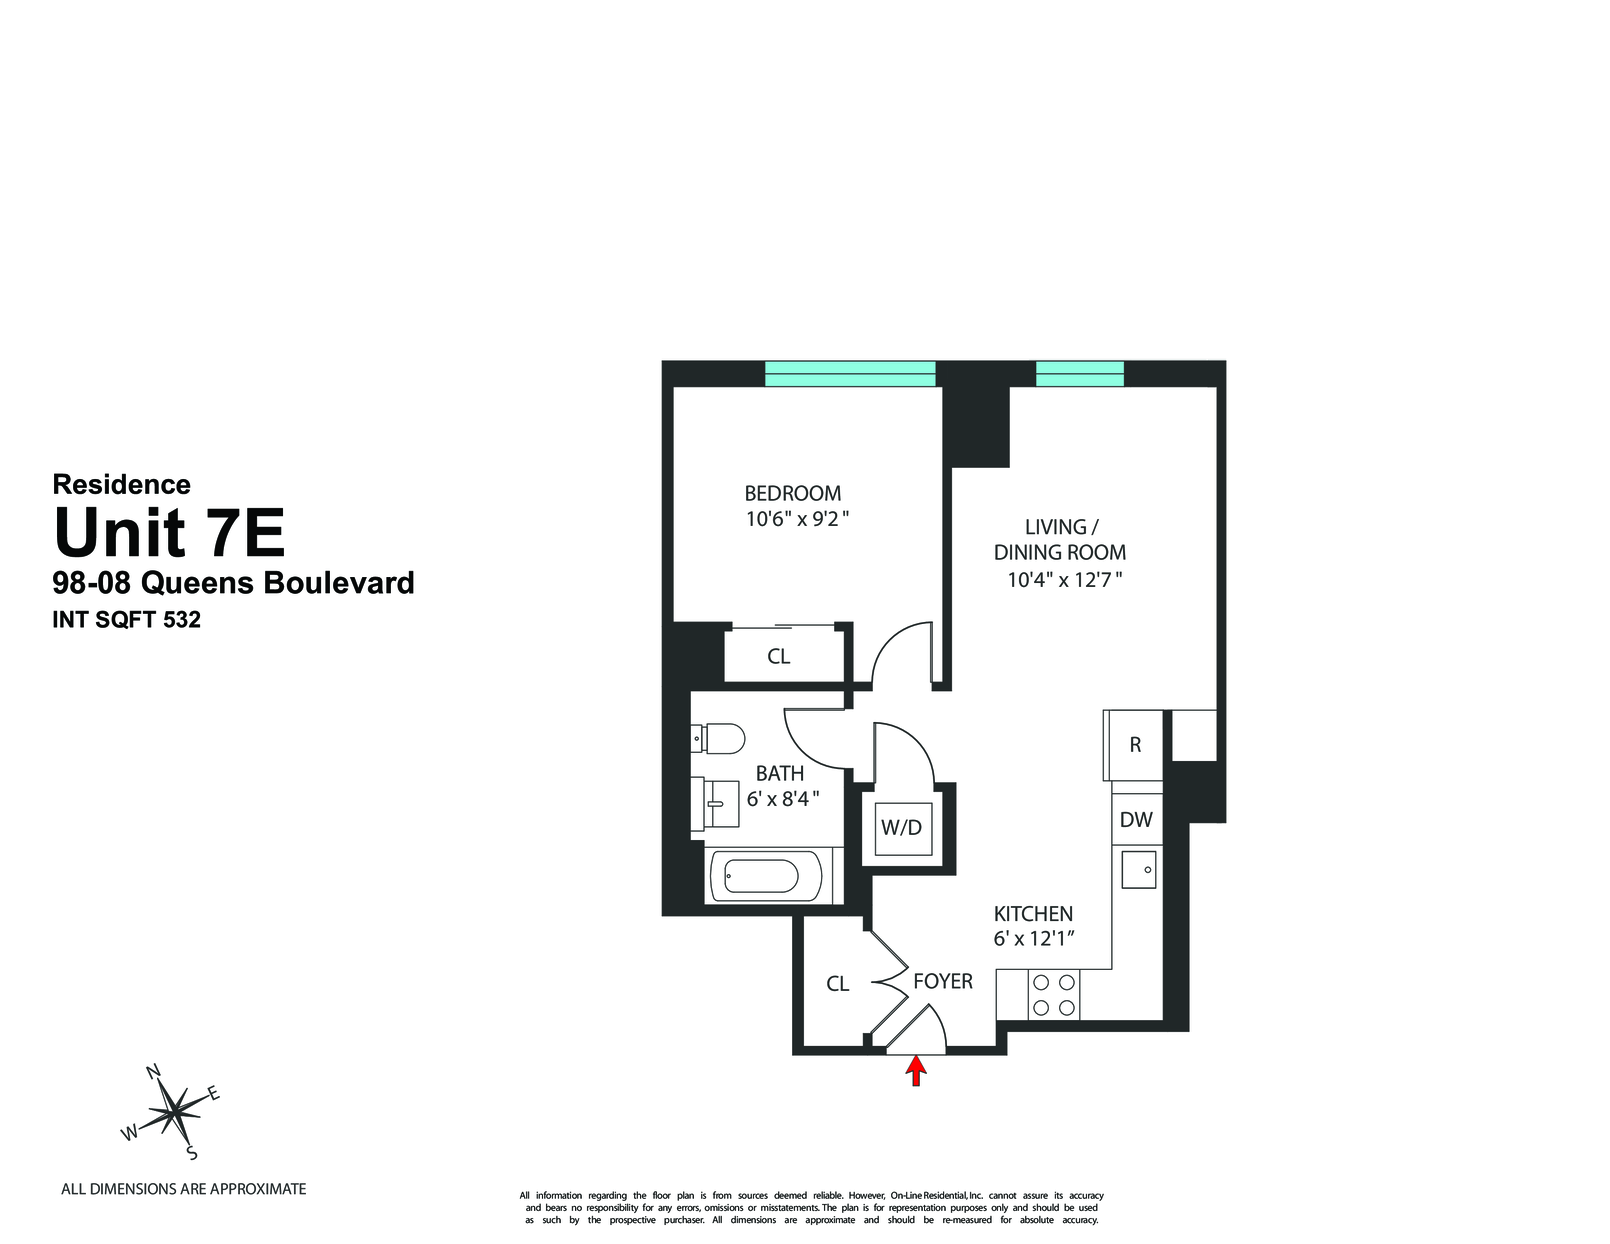 Residence
Unit 7E
98-08 Queens Boulevard
INT SQFT 532
BEDROOM
10'6" x 9'2"
LIVING /
DINING ROOM
10'4" x 12'7"
CL
R
BATH
6' x 8'4"
DW
W/D
KITCHEN
6' x 12'1”
CL
FOYER
N
E
W
S
ALL DIMENSIONS ARE APPROXIMATE
All information regarding the floor plan is from sources deemed reliable. However, On-Line Residential, Inc. cannot assure its accuracy
and bears no responsibility for any errors, omissions or misstatements. The plan is for representation purposes only and should be used
as such by the prospective purchaser. All dimensions are approximate and should be re-measured for absolute accuracy.